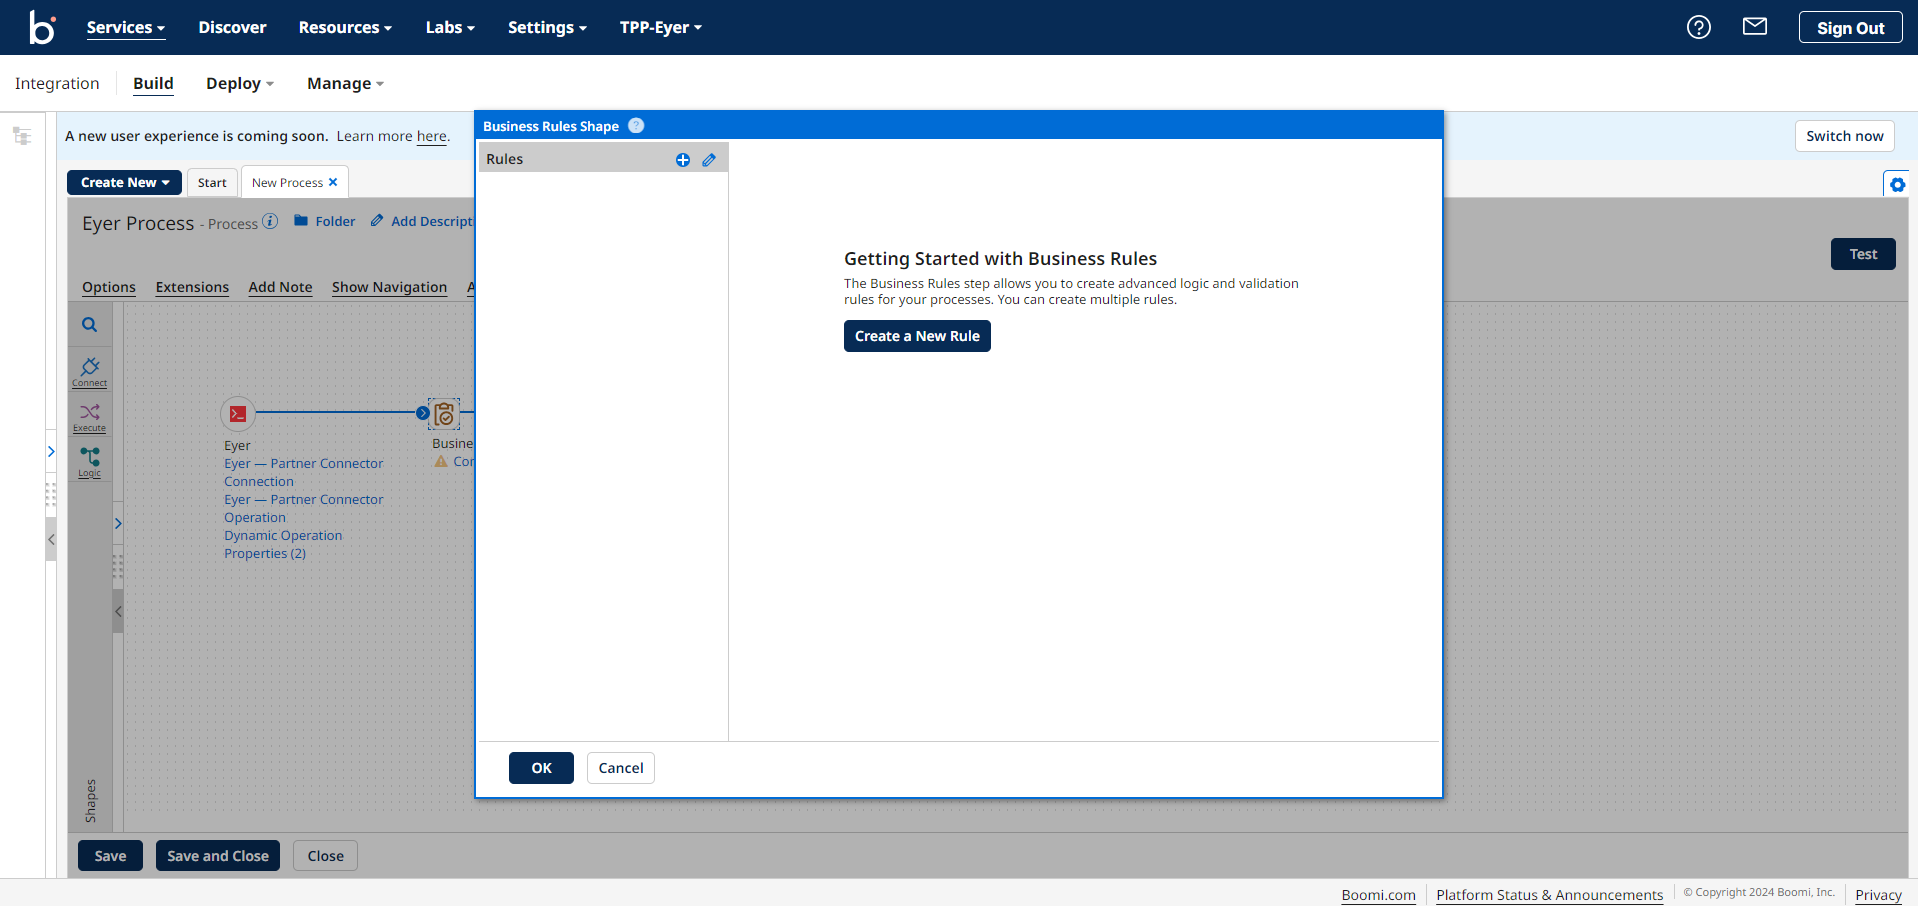 b
Services
Discover
Resources
Labs
Settings
TPP-Eyer
Sign Out
Integration
Build
Deploy
Manage
A new user experience is coming soon. Learn more here.
Switch now
Create New
Start
New Process
Eyer Process - Process
Folder
Add Descript
Test
Options
Extensions
Add Note
Show Navigation
A
Connect
Execute
Logic
Shapes
Eyer
Eyer — Partner Connector
Connection
Eyer — Partner Connector
Operation
Dynamic Operation
Properties (2)
Busine
Cor
Business Rules Shape
Rules
Getting Started with Business Rules
The Business Rules step allows you to create advanced logic and validation
rules for your processes. You can create multiple rules.
Create a New Rule
OK
Cancel
Save
Save and Close
Close
Boomi.com
Platform Status & Announcements
© Copyright 2024 Boomi, Inc.
Privacy